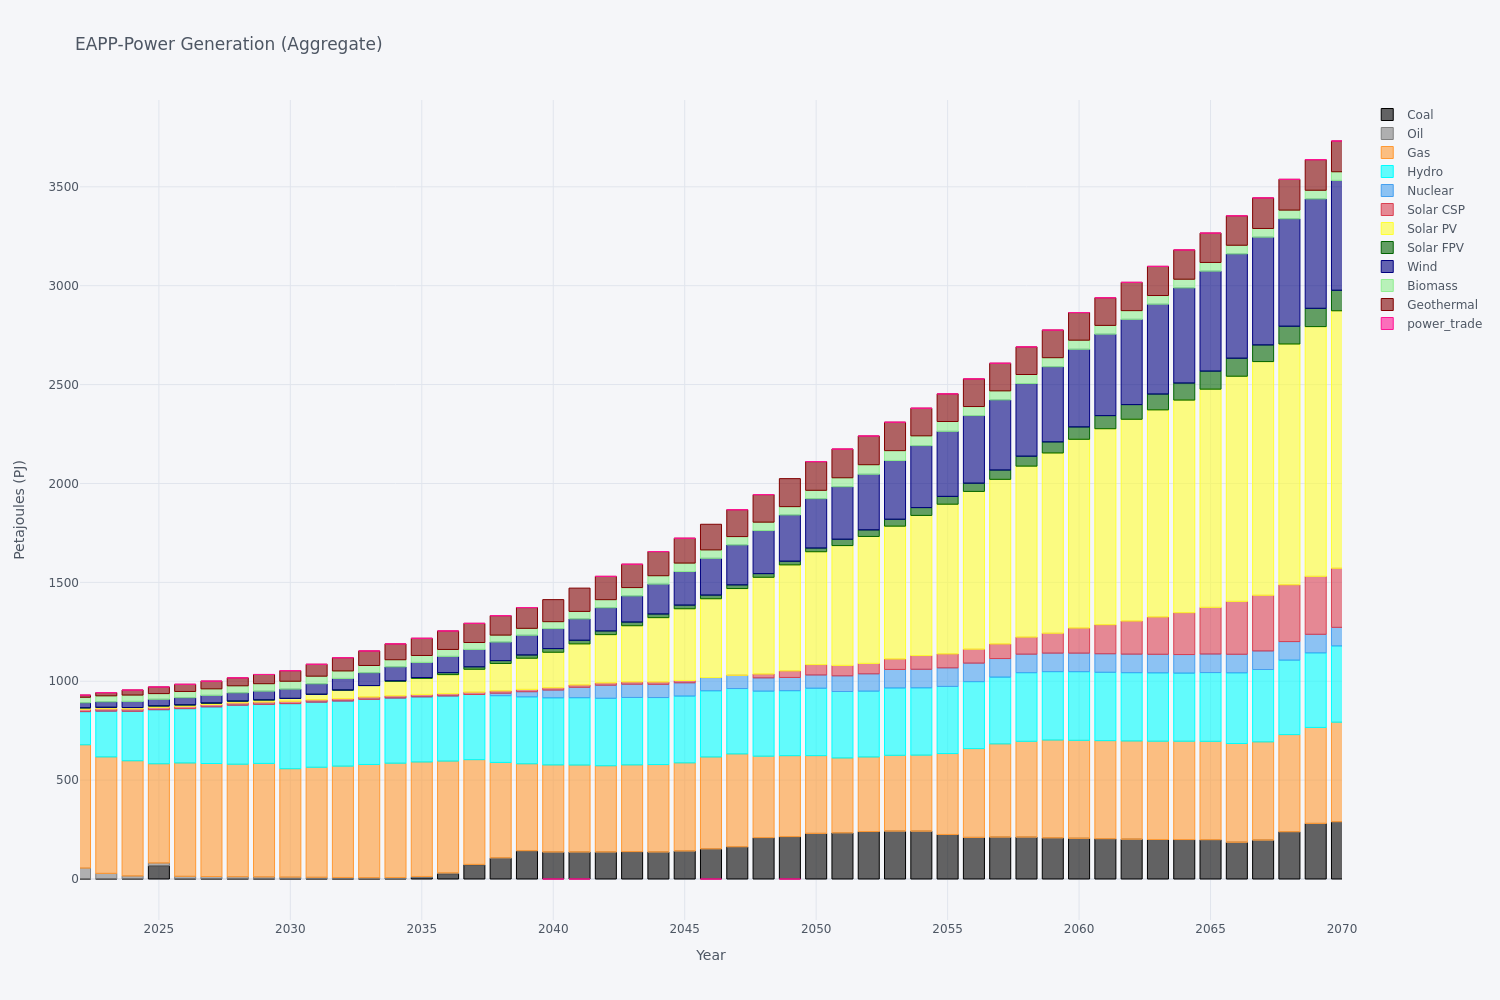 EAPP-Power Generation (Aggregate)
Coal
Oil
Gas
Hydro
Nuclear
Solar CSP
Solar PV
Solar FPV
Wind
Biomass
Geothermal
power_trade
3500
3000
2500
2000
1500
1000
500
0
Petajoules (PJ)
2025 2030 2035 2040 2045 2050 2055 2060 2065 2070
Year